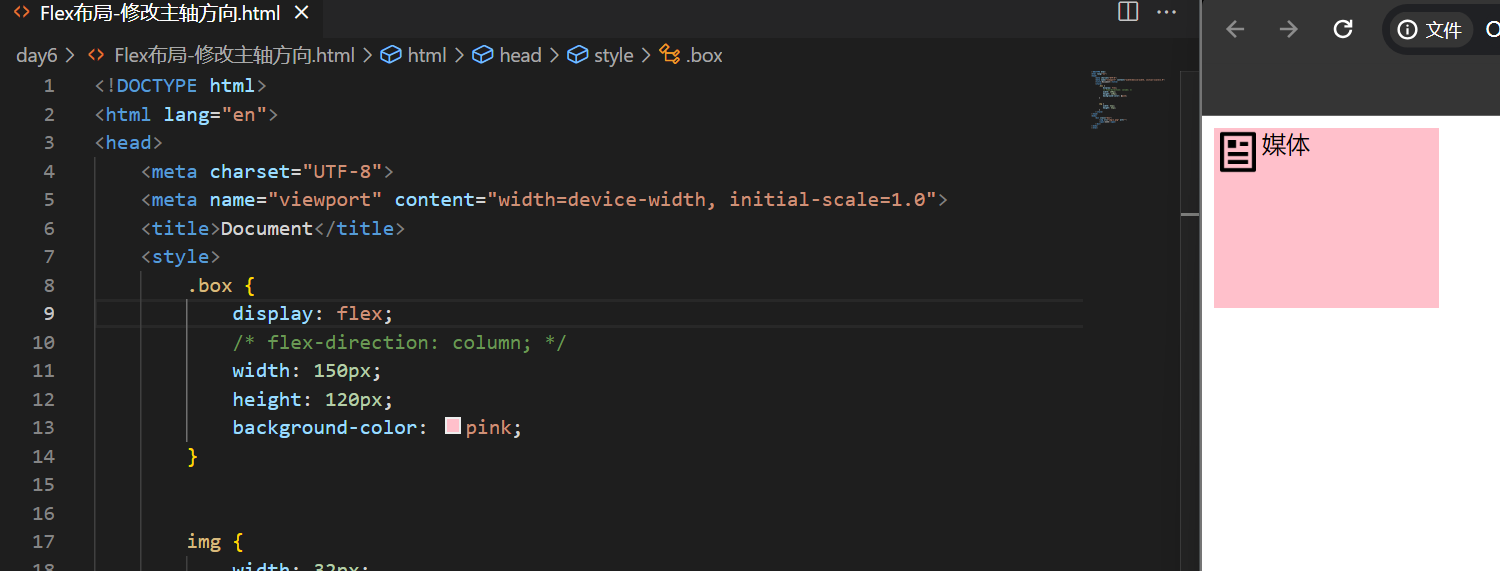 Flex布局-修改主轴方向.html
day6 > Flex布局-修改主轴方向.html > html > head > style > .box
1 <!DOCTYPE html>
2 <html lang="en">
3 <head>
4 <meta charset="UTF-8">
5 <meta name="viewport" content="width=device-width, initial-scale=1.0">
6 <title>Document</title>
7 <style>
8 .box {
9 display: flex;
10 /* flex-direction: column; */
11 width: 150px;
12 height: 120px;
13 background-color: pink;
14 }
15
16
17 img {
18 width: 32px;
文件
媒体